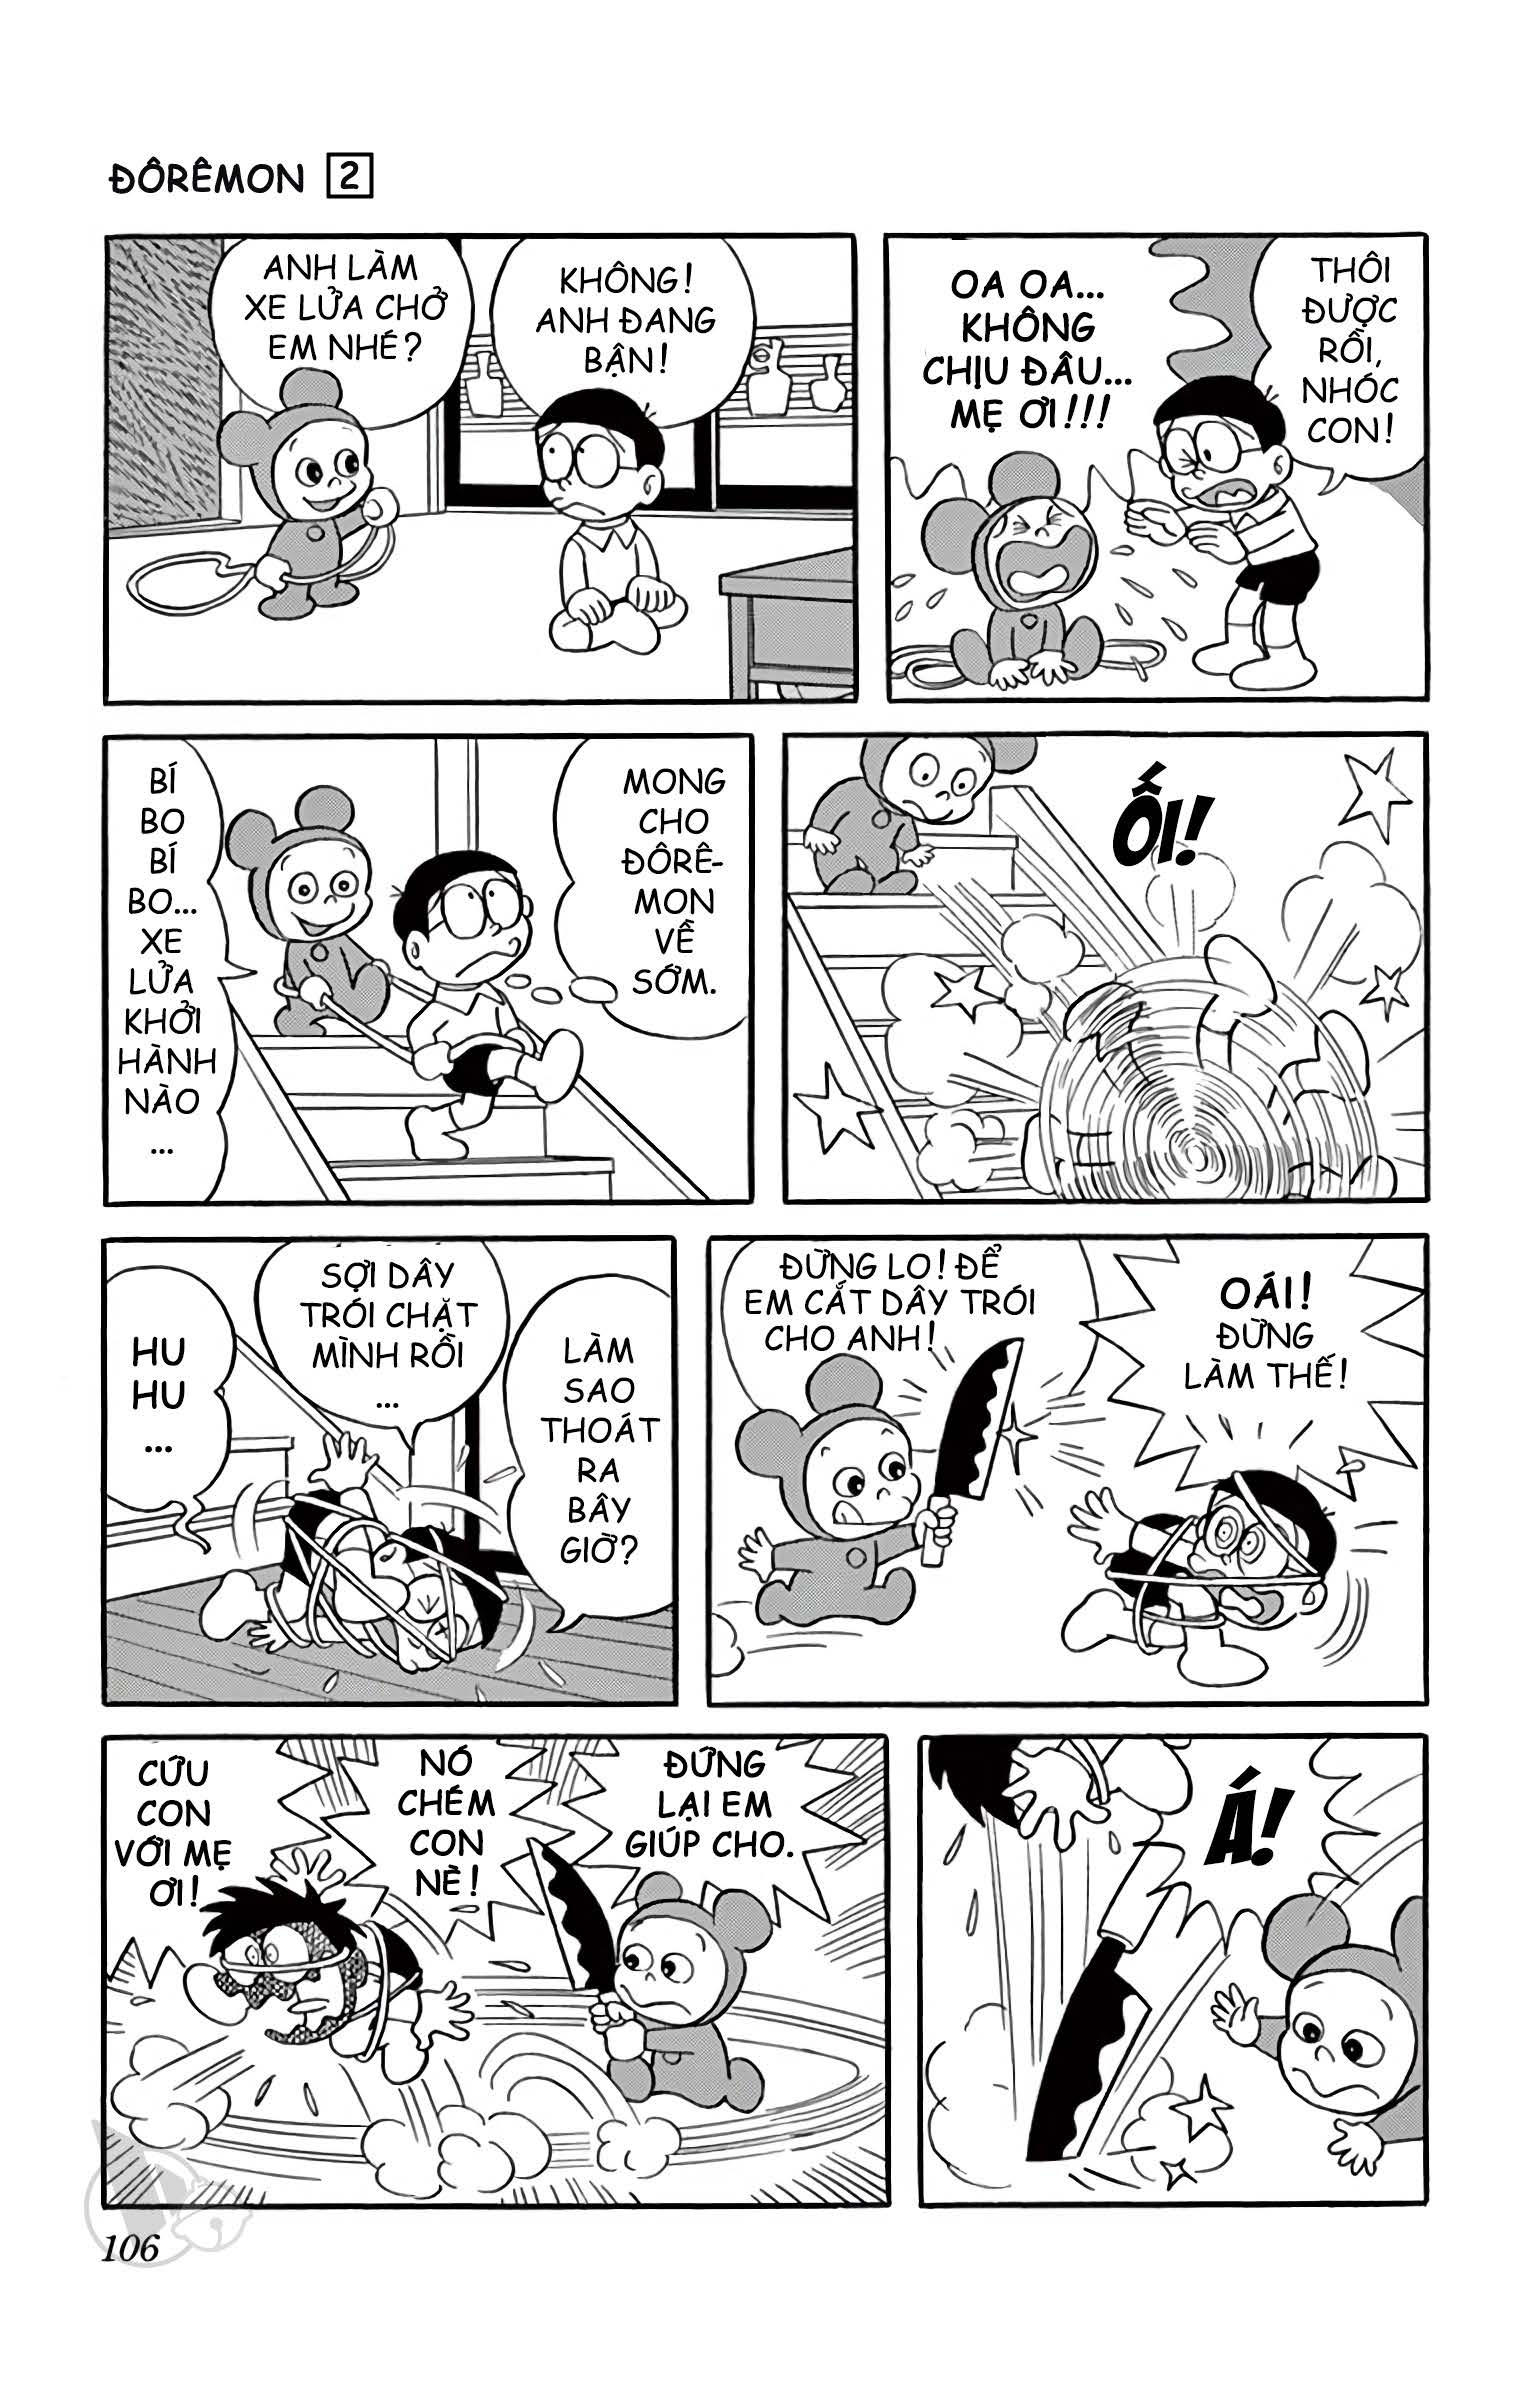 ĐÔRÊMON 2
ANH LÀM
XE LỬA CHỞ
EM NHÉ?
KHÔNG!
ANH ĐANG
BẬN!
OA OA...
KHÔNG
CHỊU ĐÂU...
MẸ ƠI!!!
THÔI
ĐƯỢC
RỒI,
NHÓC
CON!
BÍ
BO
BÍ
BO...
XE
LỬA
KHỞI
HÀNH
NÀO
...
MONG
CHO
ĐÔRÊ-
MON
VỀ
SỚM.
ỐI!
HU
HU
...
SỢI DÂY
TRÓI CHẶT
MÌNH RỒI
...
LÀM
SAO
THOÁT
RA
BÂY
GIỜ?
ĐỪNG LO! ĐỂ
EM CẮT DÂY TRÓI
CHO ANH!
OÁI!
ĐỪNG
LÀM THẾ!
CỨU
CON
VỚI MẸ
ƠI!
NÓ
CHÉM
CON
NÈ!
ĐỨNG
LẠI EM
GIÚP CHO.
Á!
106